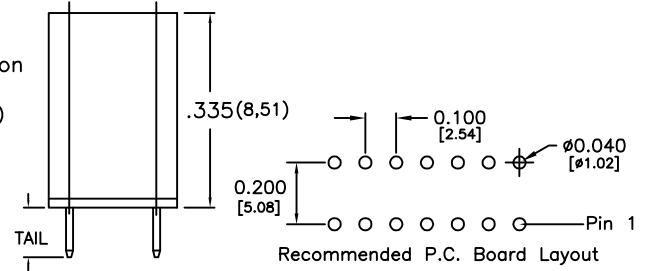 on
)
.335(8,51)
TAIL
0.100
[2.54]
ø0.040
[ø1.02]
0.200
[5.08]
Pin 1
Recommended P.C. Board Layout